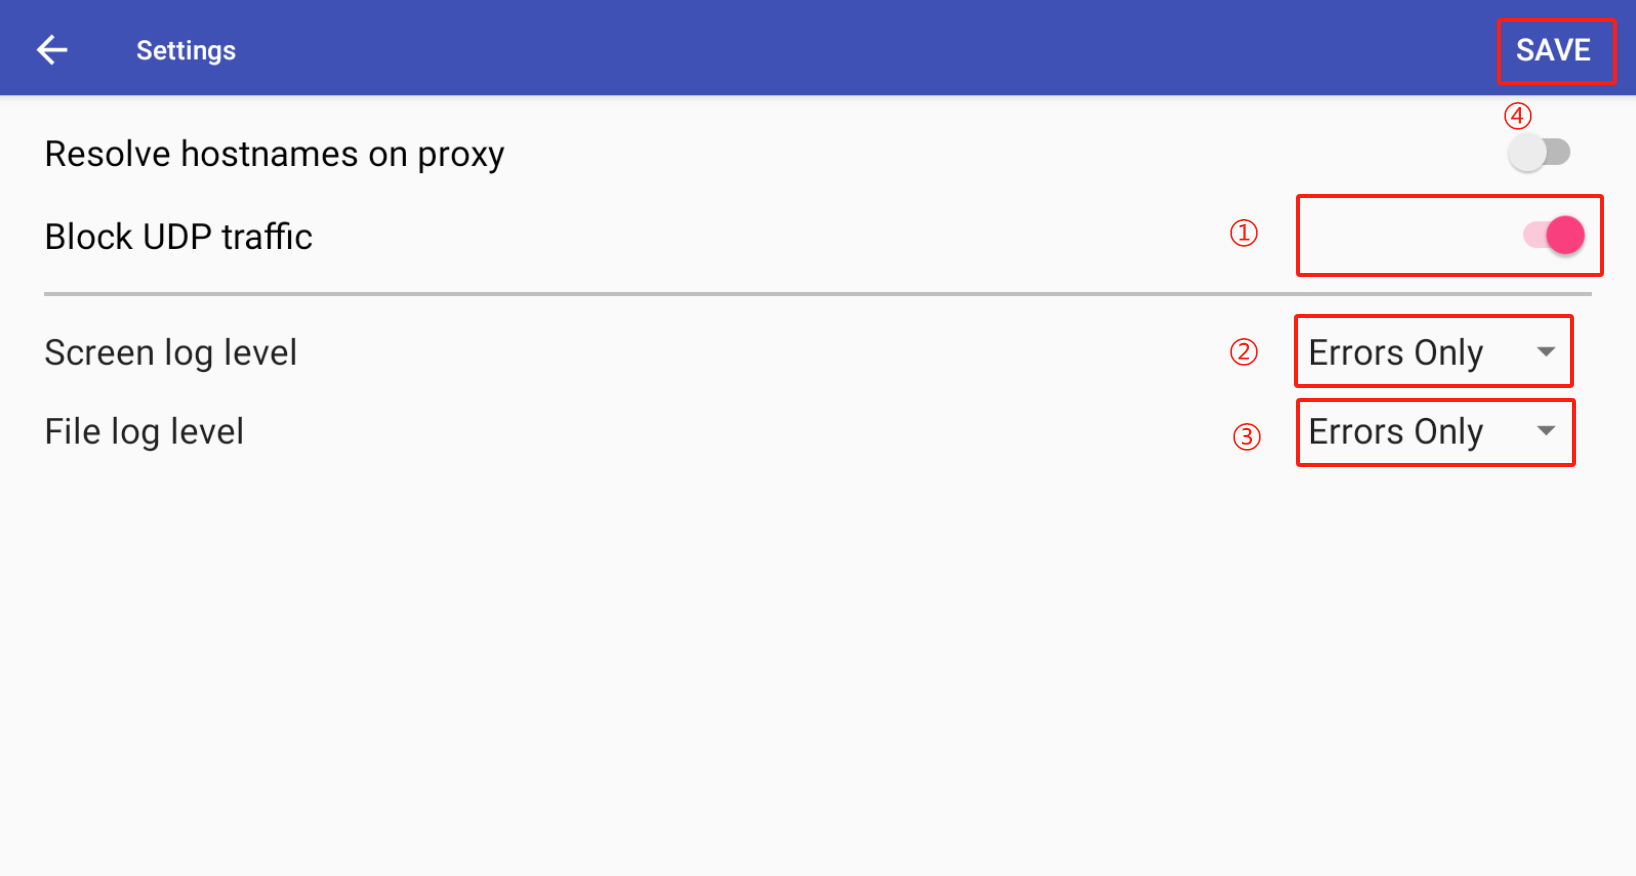 Settings
SAVE
④
Resolve hostnames on proxy
Block UDP traffic
①
Screen log level
②
Errors Only
File log level
③
Errors Only